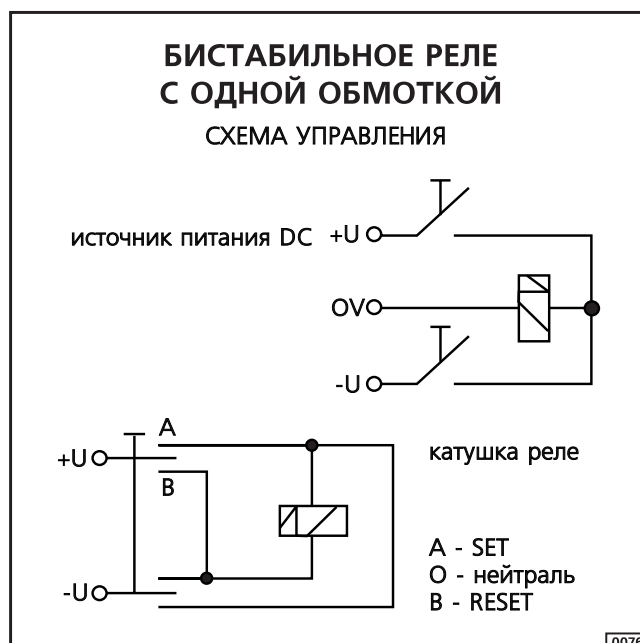 БИСТАБИЛЬНОЕ РЕЛЕ
С ОДНОЙ ОБМОТКОЙ
СХЕМА УПРАВЛЕНИЯ
источник питания DC +U
OV
-U
A
+U
B
-U
катушка реле
A - SET
O - нейтраль
B - RESET